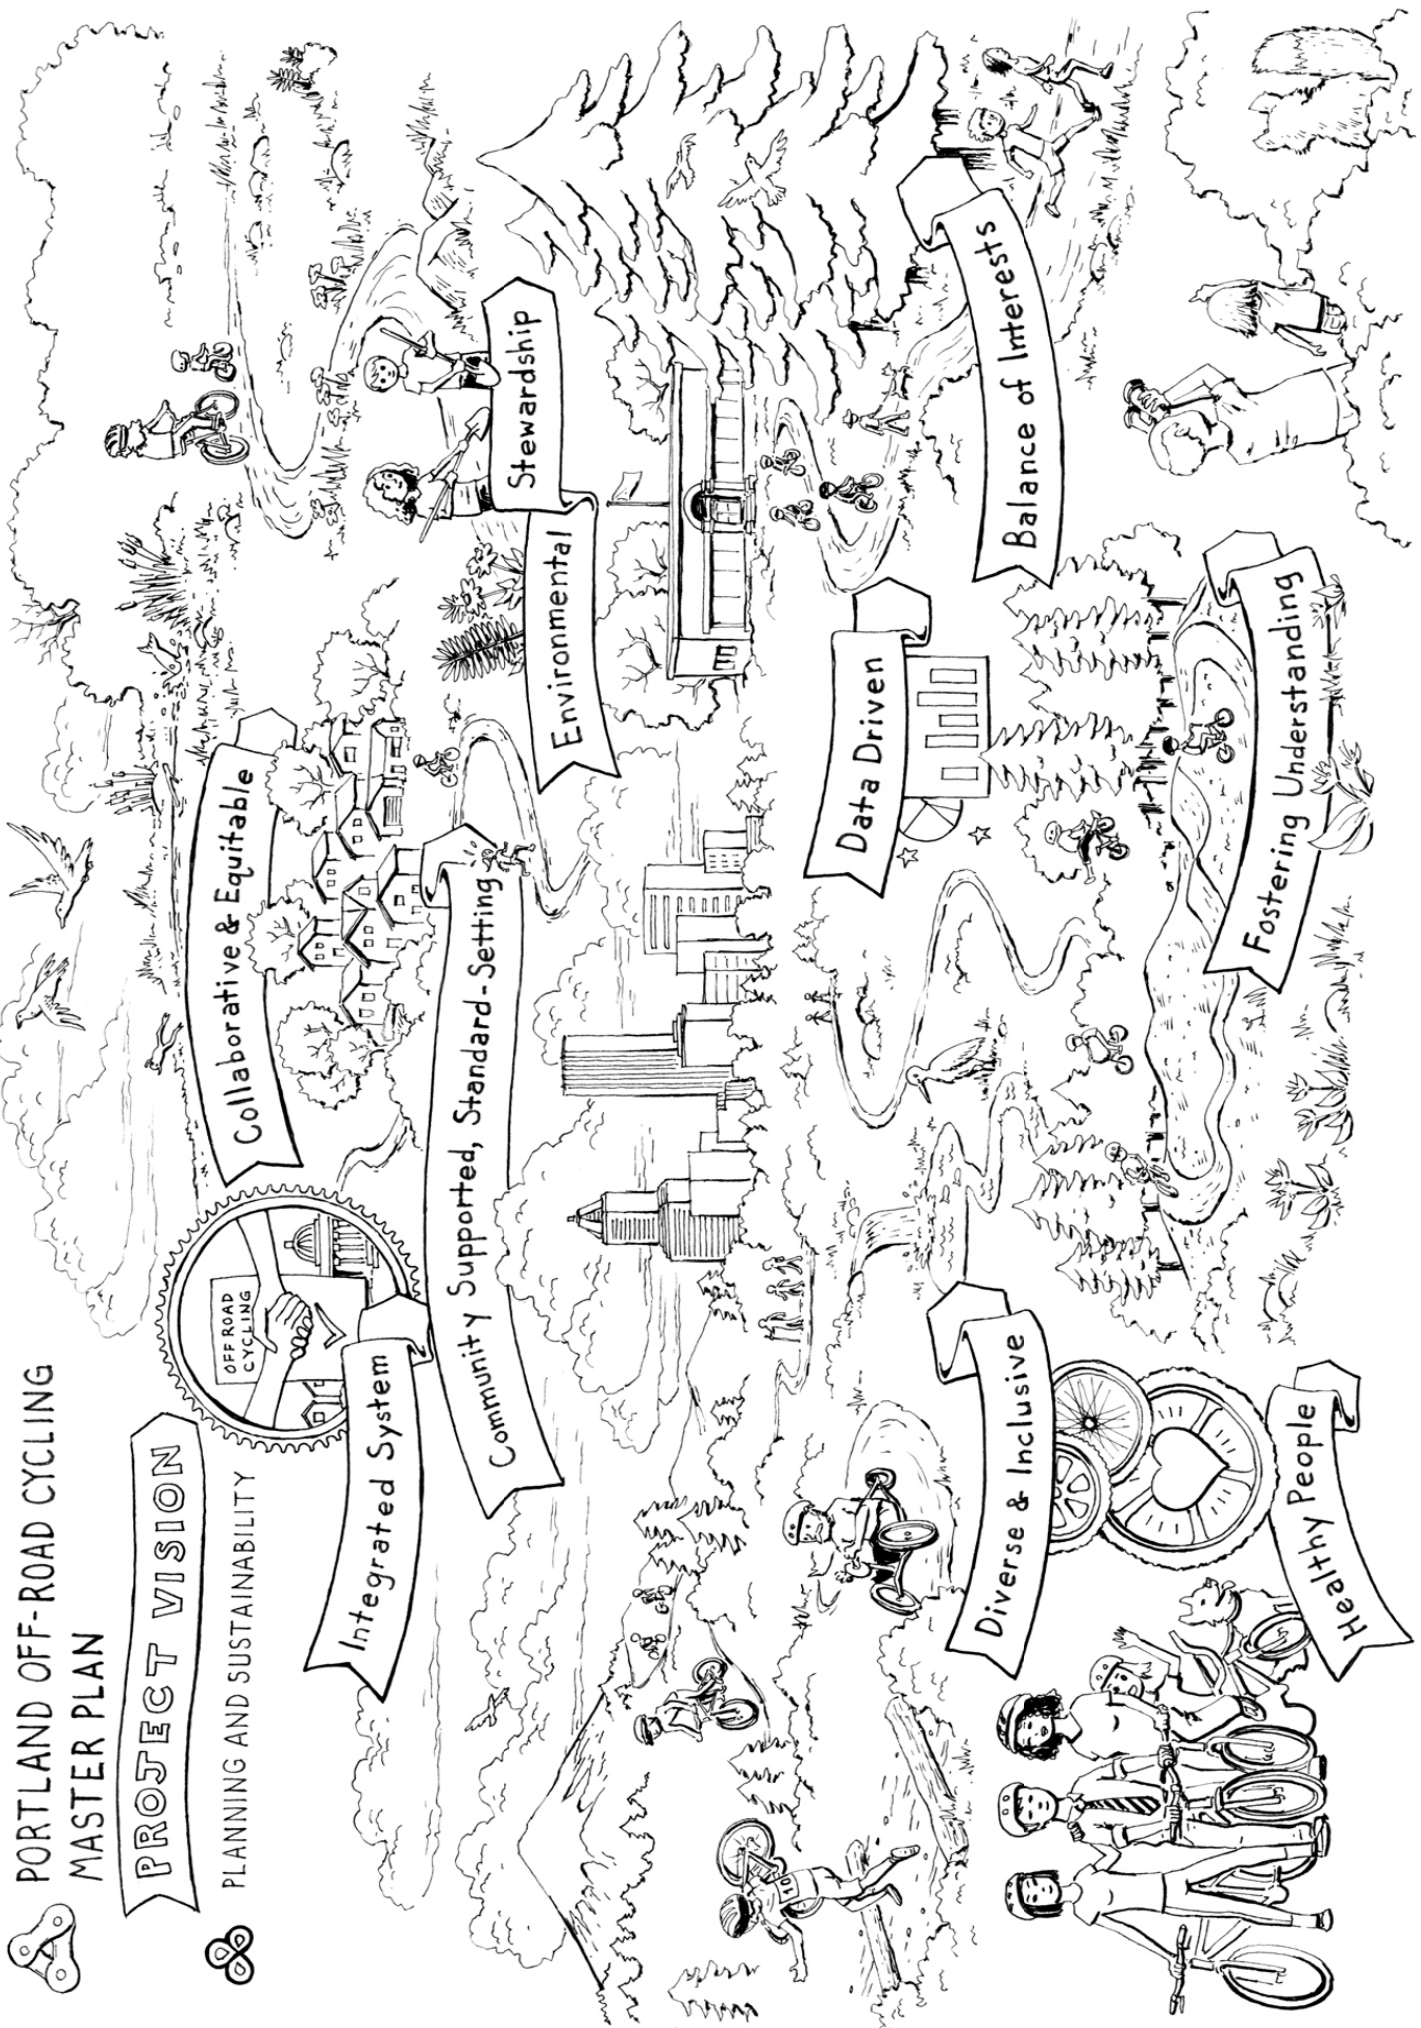 PORTLAND OFF-ROAD CYCLING
MASTER PLAN
PROJECT VISION
PLANNING AND SUSTAINABILITY
OFF ROAD
CYCLING
Integrated System
Collaborative & Equitable
Community Supported, Standard-Setting
Environmental
Stewardship
Data Driven
Balance of Interests
Diverse & Inclusive
Fostering Understanding
Healthy People
10